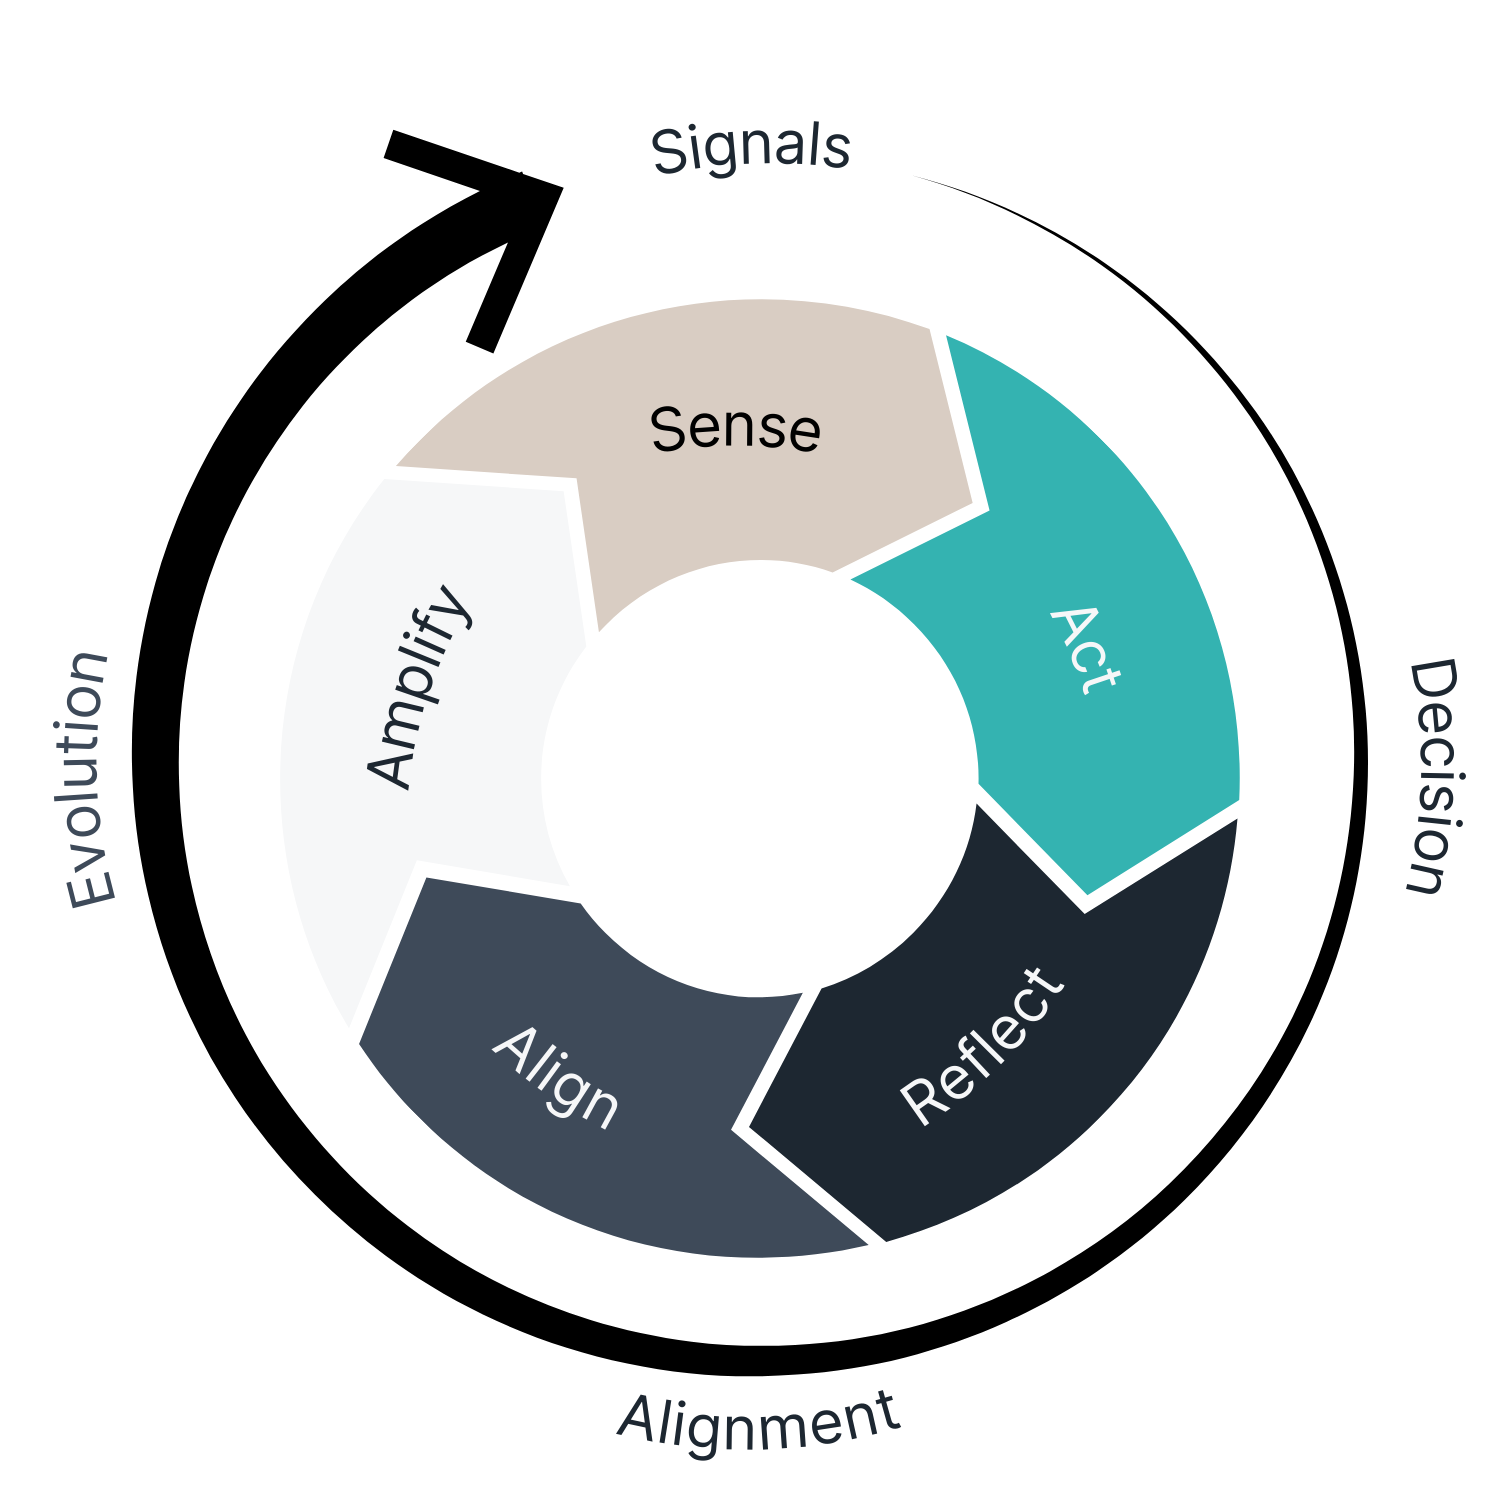 Signals
Sense
Act
Reflect
Align
Amplify
Decision
Alignment
Evolution